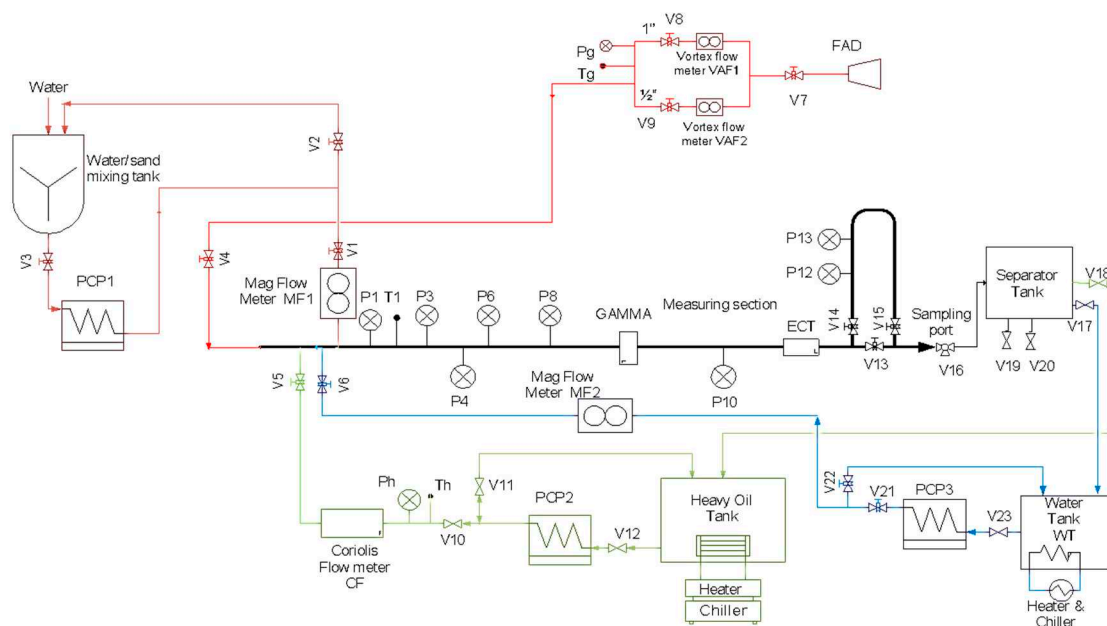 1"
V8
FAD
Pg
Tg
Vortex flow
meter VAF1
V7
½"
V9
Vortex flow
meter VAF2
Water
V2
Water/sand
mixing tank
V3
PCP1
V4
V1
Mag Flow
Meter MF1
P1
T1
P3
P6
P8
GAMMA
Measuring section
P13
P12
ECT
V14
V15
Sampling
port
Separator
Tank
V18
V17
V13
V16
V19
V20
V5
V6
P4
Mag Flow
Meter MF2
P10
Ph
Th
V11
PCP2
Heavy Oil
Tank
V22
V21
PCP3
V23
Water
Tank
WT
V10
V12
Coriolis
Flow meter
CF
Heater
Chiller
Heater &
Chiller